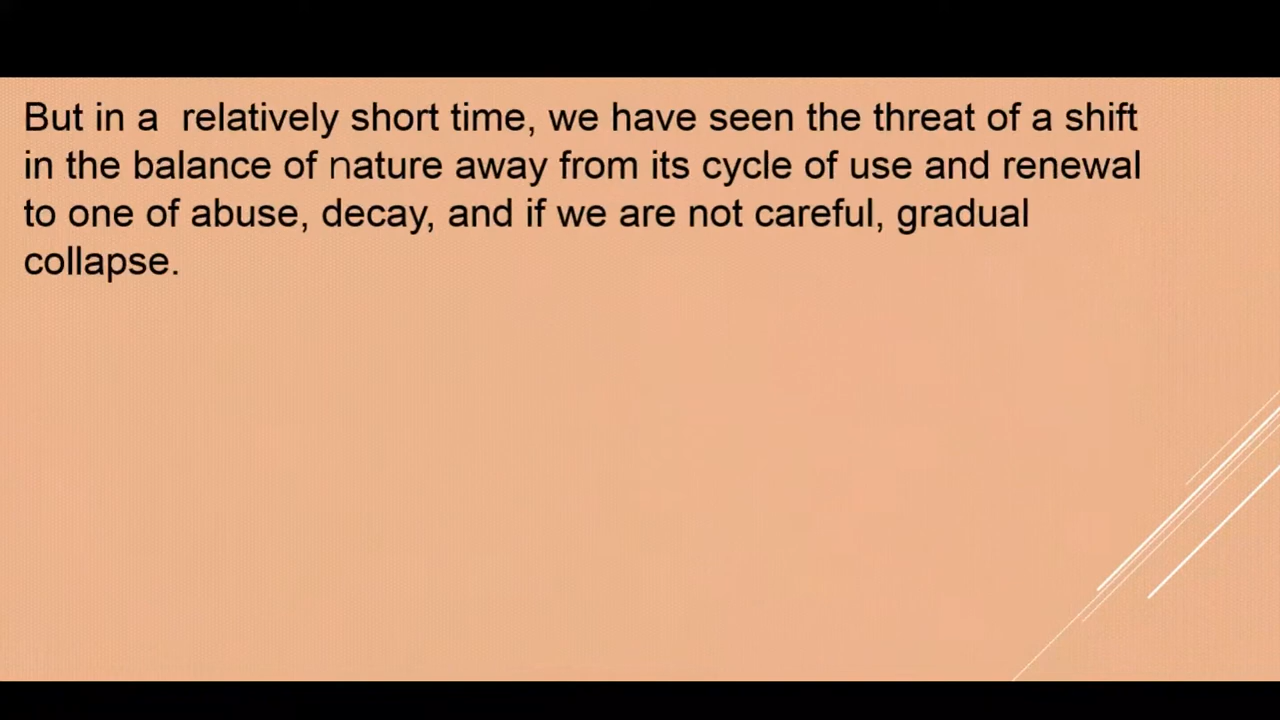 But in a  relatively short time, we have seen the threat of a shift
in the balance of nature away from its cycle of use and renewal
to one of abuse, decay, and if we are not careful, gradual
collapse.